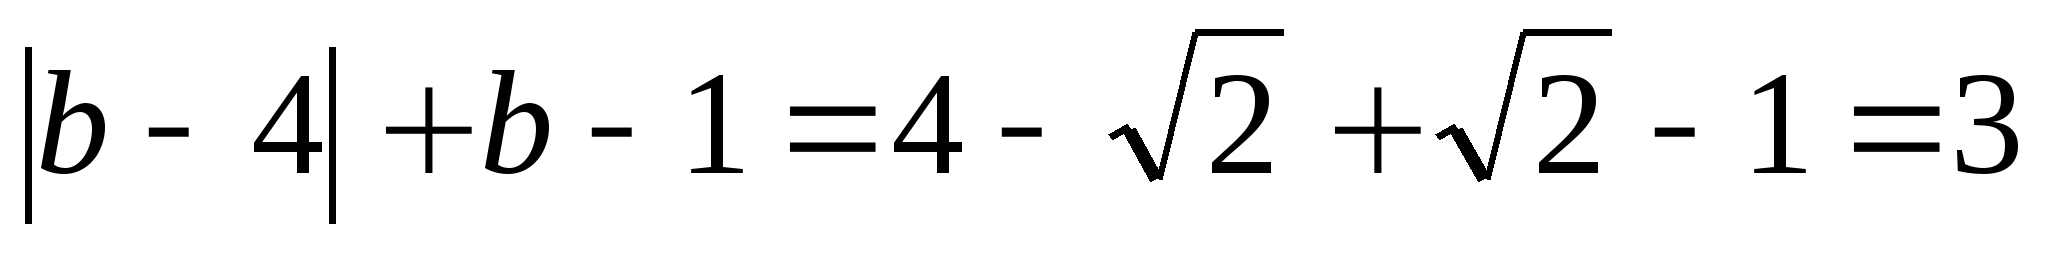 |b - 4| + b - 1 = 4 - √2 + √2 - 1 = 3